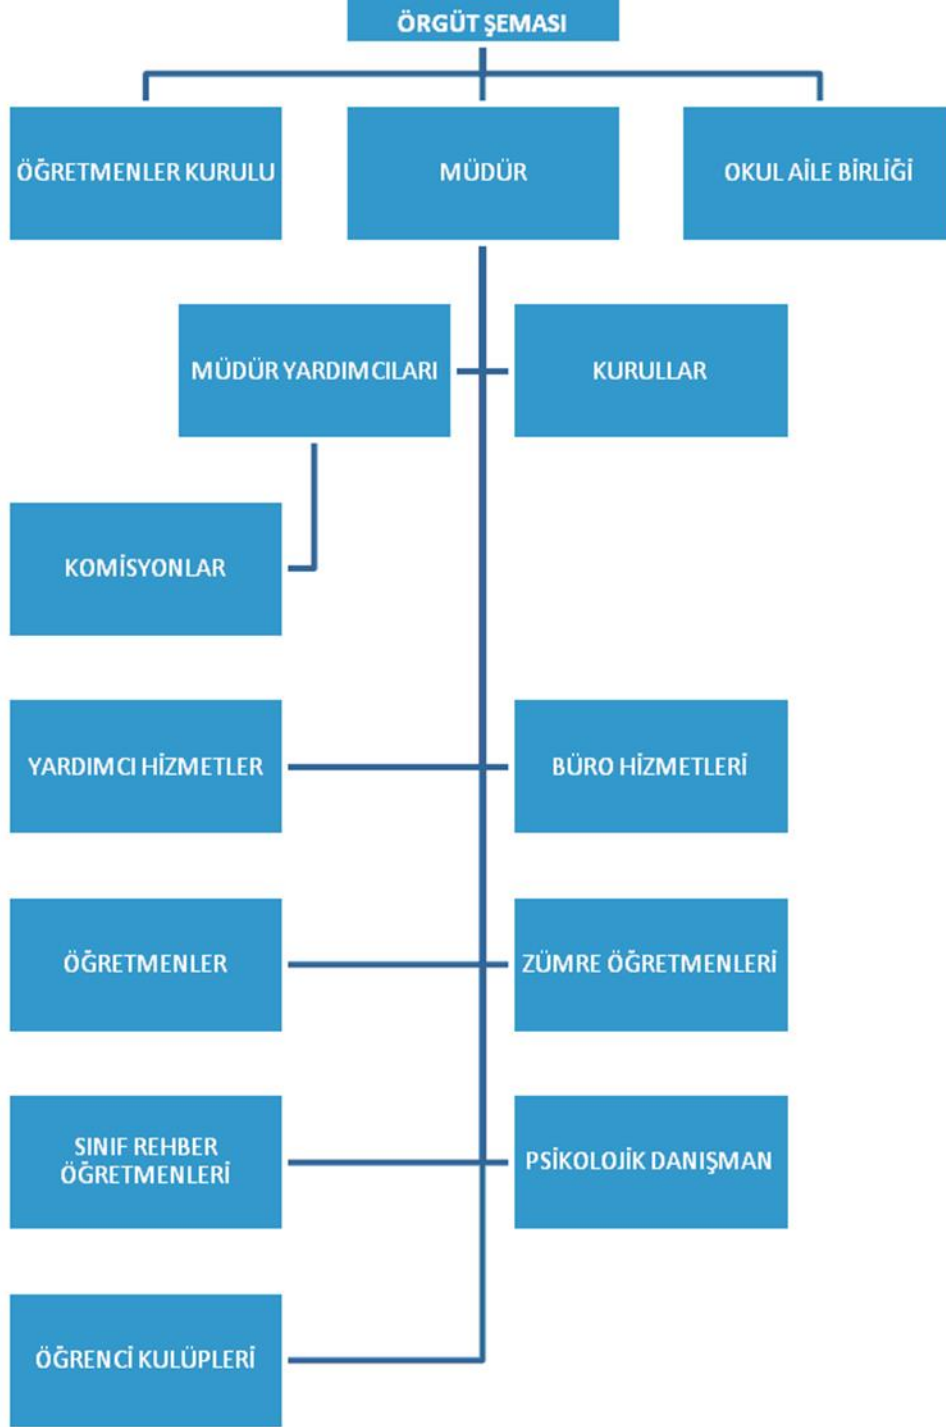 ÖRGÜT ŞEMASI
ÖĞRETMENLER KURULU
MÜDÜR
OKUL AİLE BİRLİĞİ
MÜDÜR YARDIMCILARI
KURULLAR
KOMİSYONLAR
YARDIMCI HİZMETLER
BÜRO HİZMETLERİ
ÖĞRETMENLER
ZÜMRE ÖĞRETMENLERİ
SINIF REHBER
ÖĞRETMENLERİ
PSİKOLOJİK DANIŞMAN
ÖĞRENCİ KULÜPLERİ